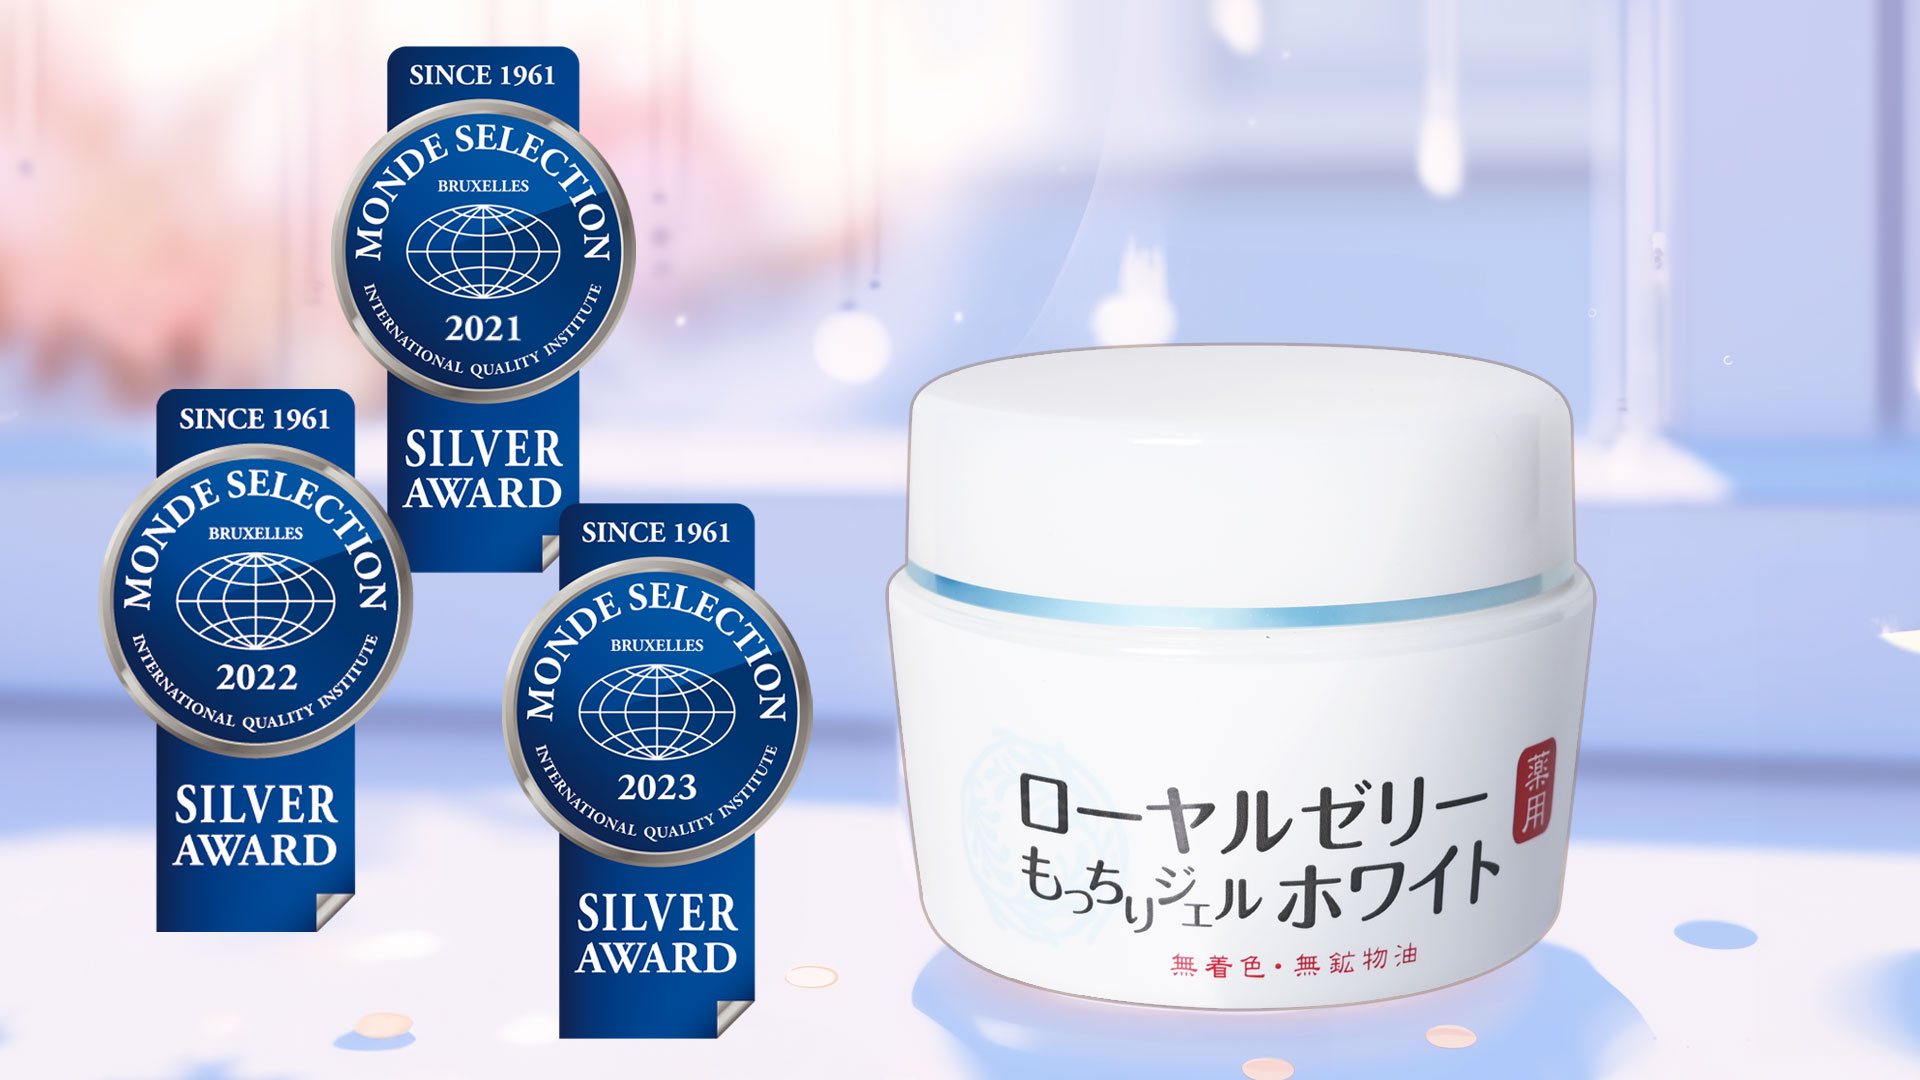 SINCE 1961
MONDE SELECTION
BRUXELLES
2021
INTERNATIONAL QUALITY INSTITUTE
SILVER
AWARD
SINCE 1961
MONDE SELECTION
BRUXELLES
2022
INTERNATIONAL QUALITY INSTITUTE
SILVER
AWARD
SINCE 1961
MONDE SELECTION
BRUXELLES
2023
INTERNATIONAL QUALITY INSTITUTE
SILVER
AWARD
薬用
ローヤルゼリー
もっちりジェルホワイト
無着色・無鉱物油